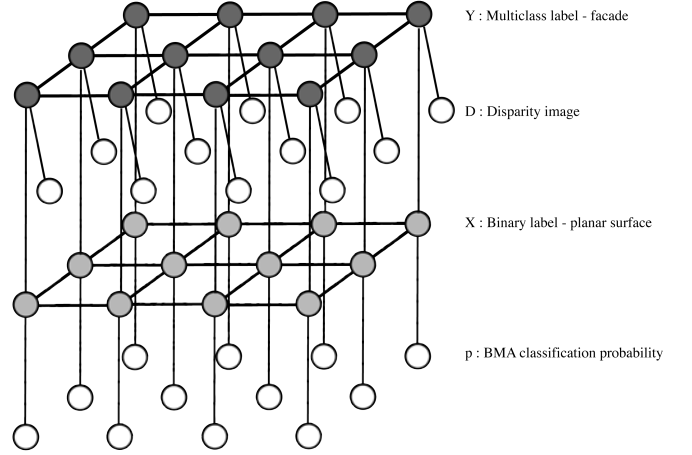 Y : Multiclass label - facade
D : Disparity image
X : Binary label - planar surface
p : BMA classification probability